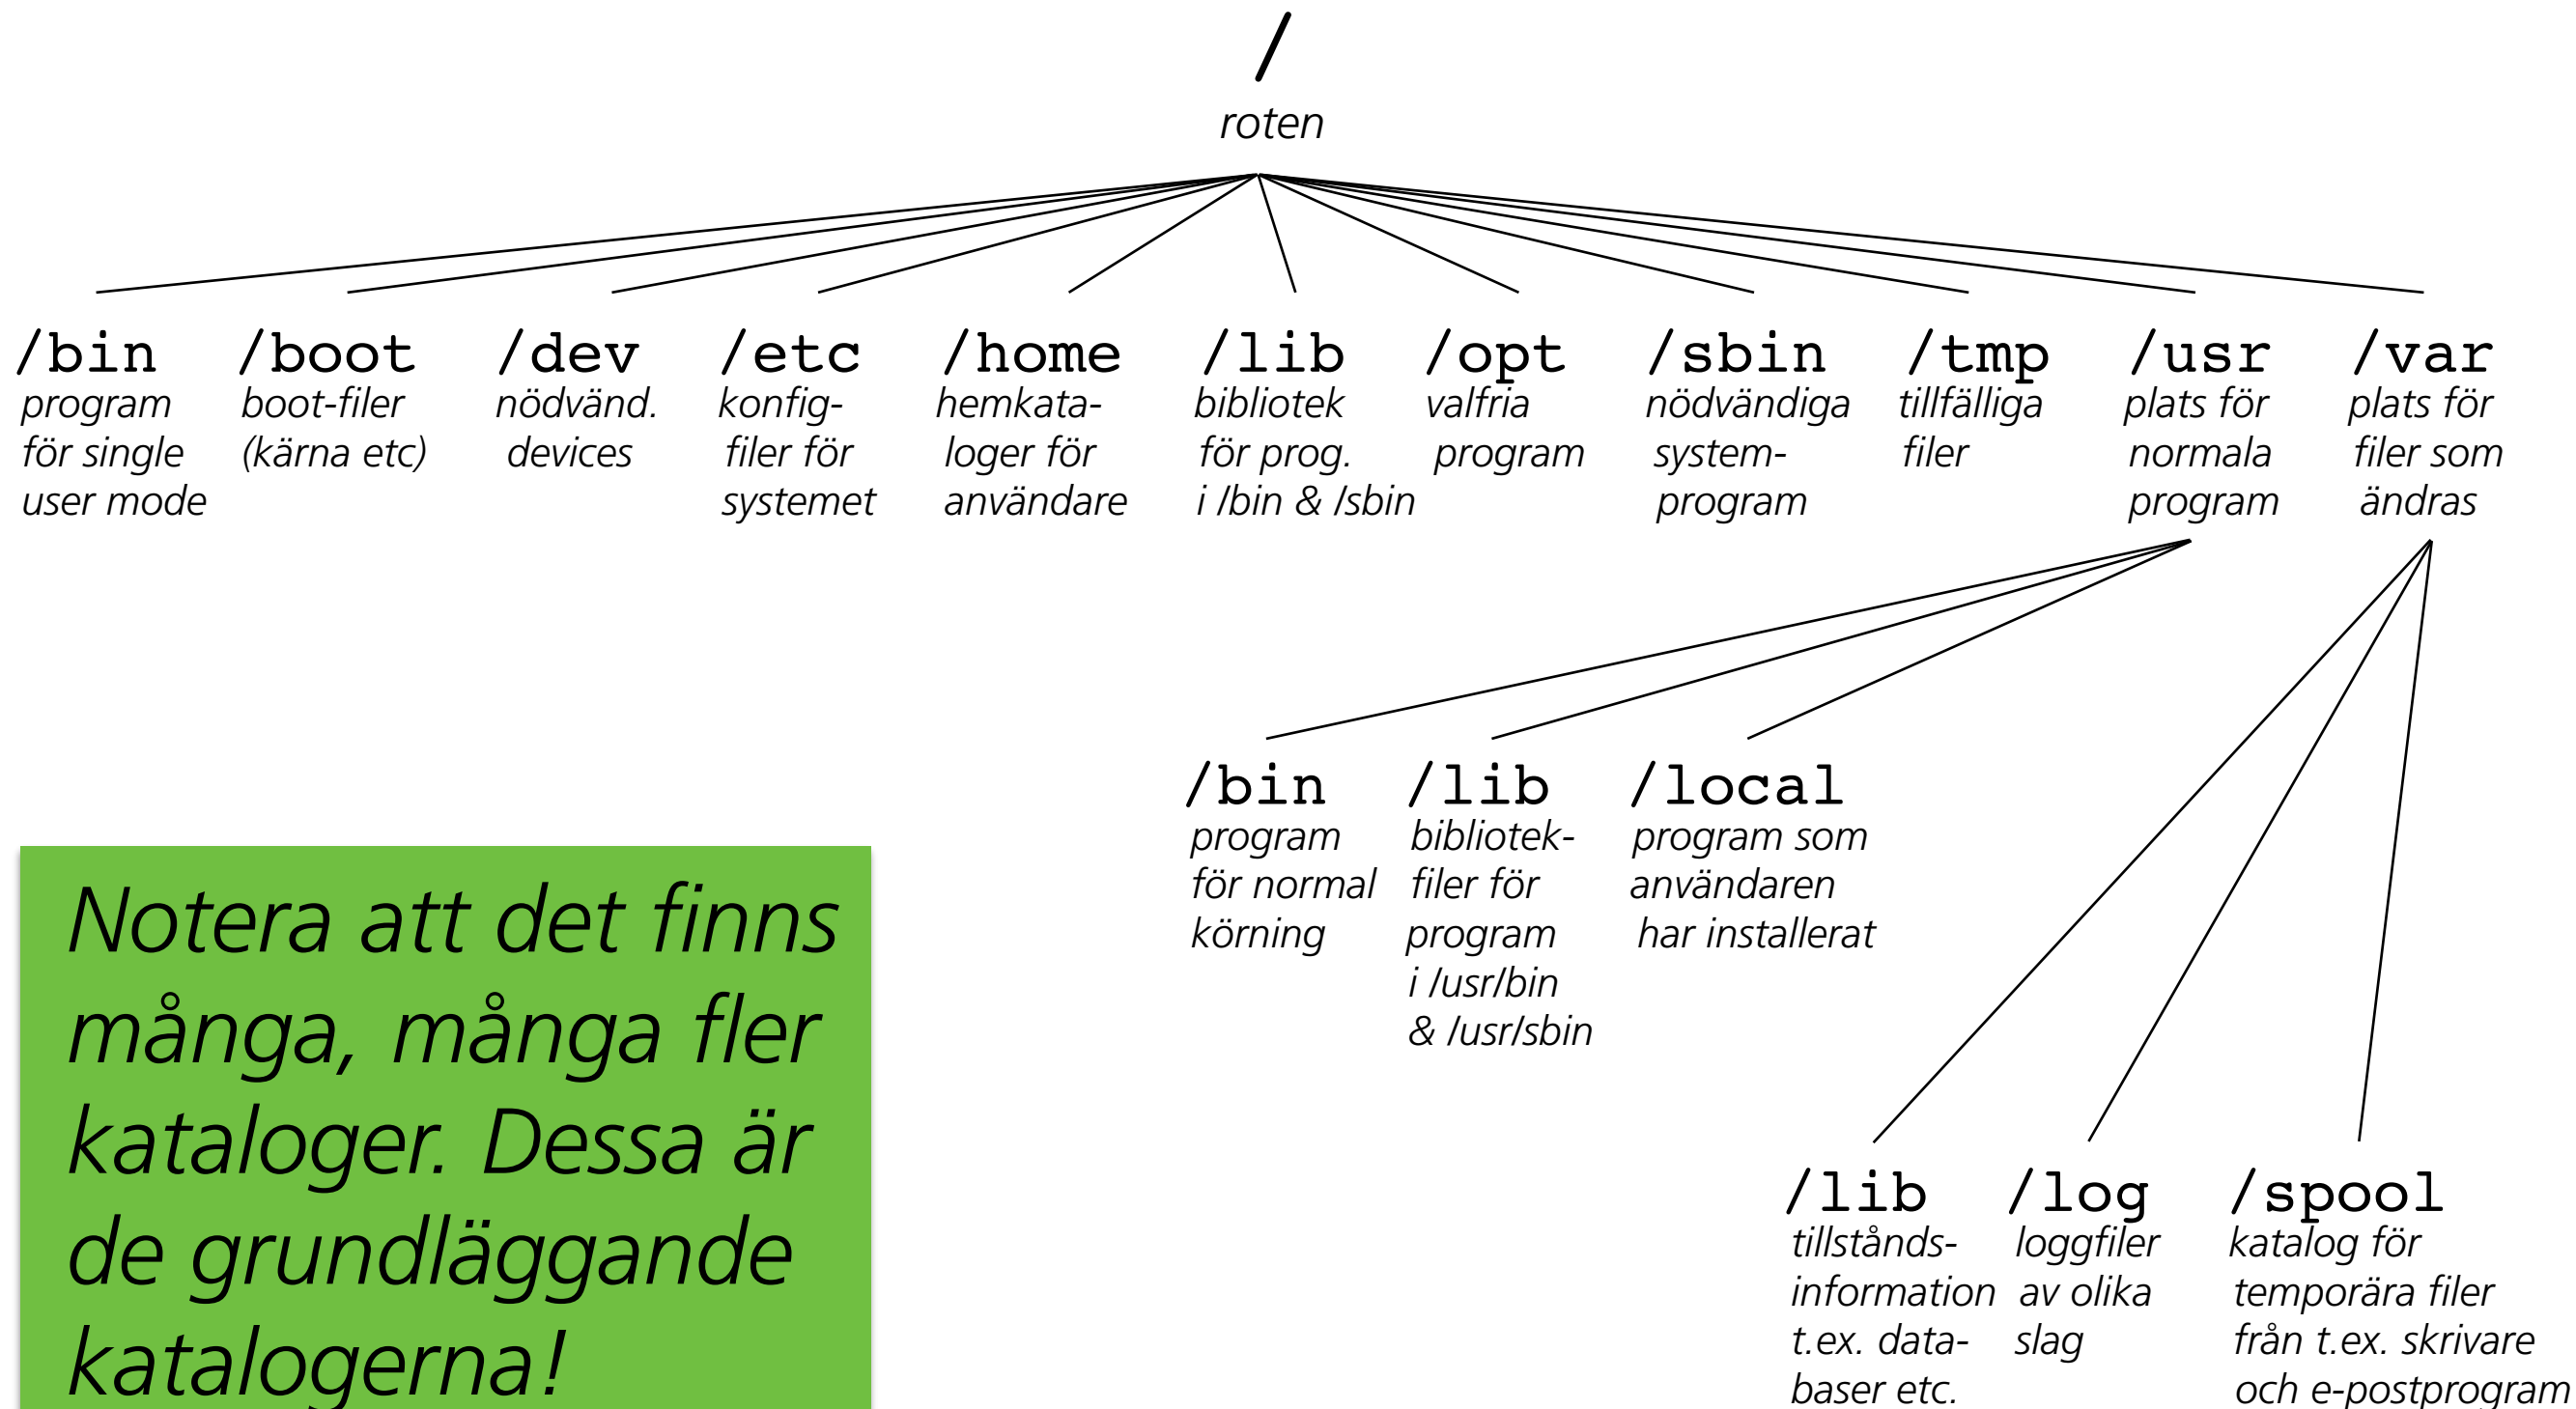 /
roten
/bin
program
för single
user mode
/boot
boot-filer
(kärna etc)
/dev
nödvänd.
devices
/etc
konfig-
filer för
systemet
/home
hemkata-
loger för
användare
/lib
bibliotek
för prog.
i /bin & /sbin
/opt
valfria
program
/sbin
nödvändiga
system-
program
/tmp
tillfälliga
filer
/usr
plats för
normala
program
/var
plats för
filer som
ändras
/bin
program
för normal
körning
/lib
bibliotek-
filer för
program
i /usr/bin
& /usr/sbin
/local
program som
användaren
har installerat
/lib
tillstånds-
information
t.ex. data-
baser etc.
/log
loggfiler
av olika
slag
/spool
katalog för
temporära filer
från t.ex. skrivare
och e-postprogram
Notera att det finns
många, många fler
kataloger. Dessa är
de grundläggande
katalogerna!